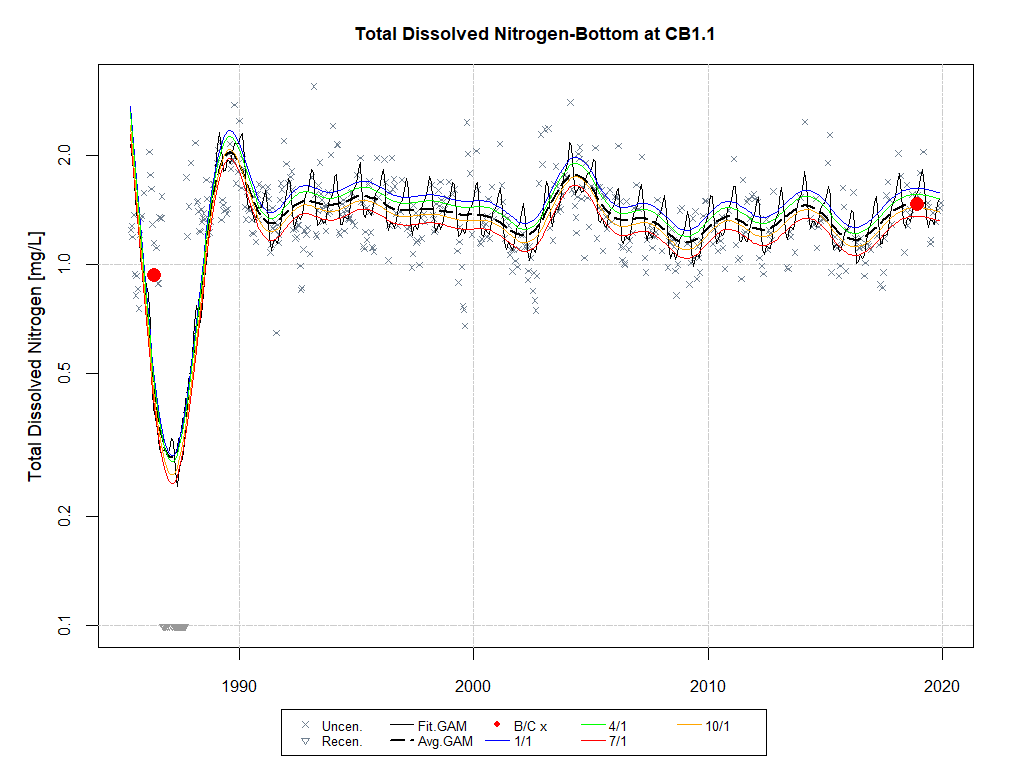 Total Dissolved Nitrogen-Bottom at CB1.1
Total Dissolved Nitrogen [mg/L]
2.0
1.0
0.5
0.2
0.1
1990 2000 2010 2020
Uncen. Fit.GAM B/C x 4/1 10/1
Recen. Avg.GAM 1/1 7/1